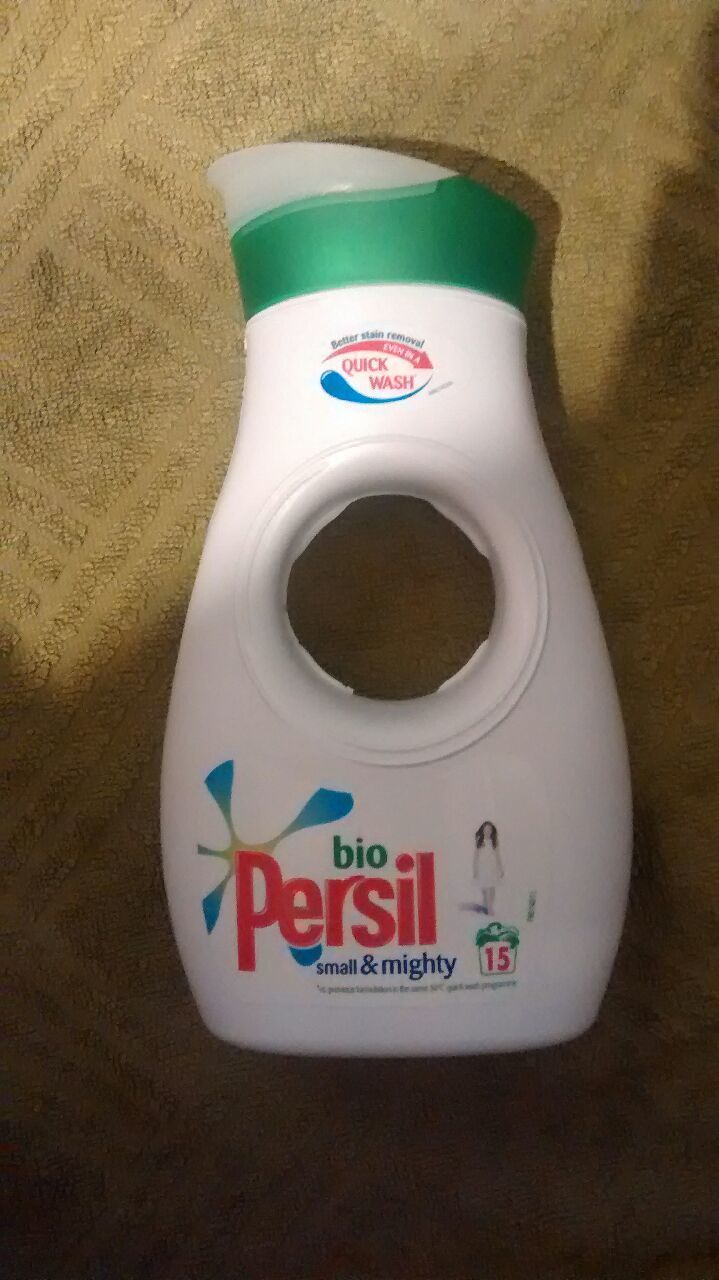 Better stain removal
EVEN IN A
QUICK
WASH
bio
Persil
small & mighty
15